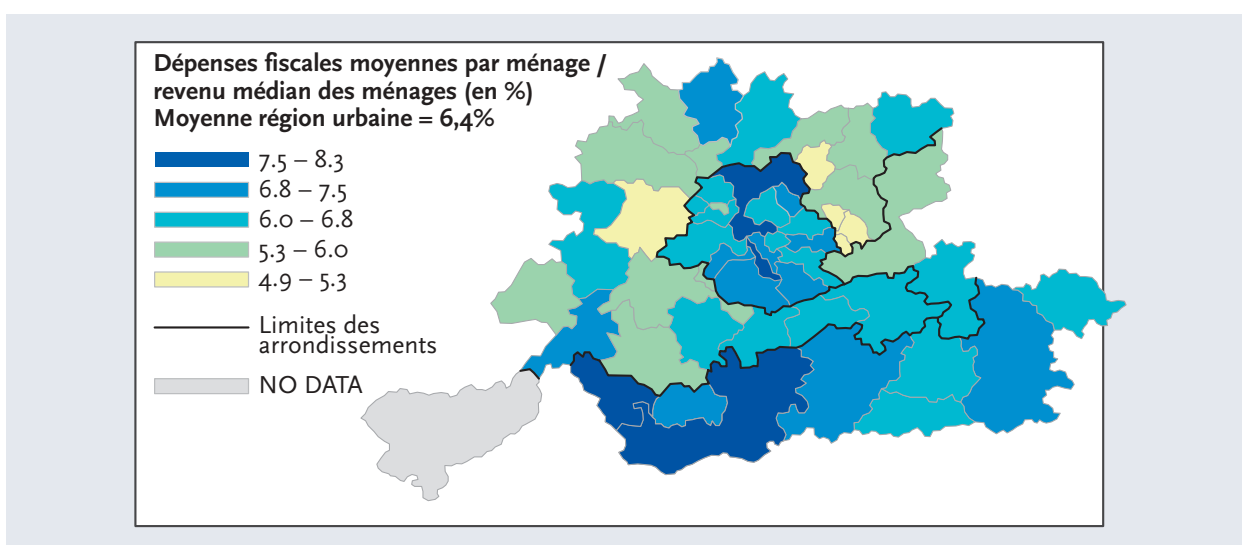 Dépenses fiscales moyennes par ménage /
revenu médian des ménages (en %)
Moyenne région urbaine = 6,4%
7.5 – 8.3
6.8 – 7.5
6.0 – 6.8
5.3 – 6.0
4.9 – 5.3
Limites des
arrondissements
NO DATA